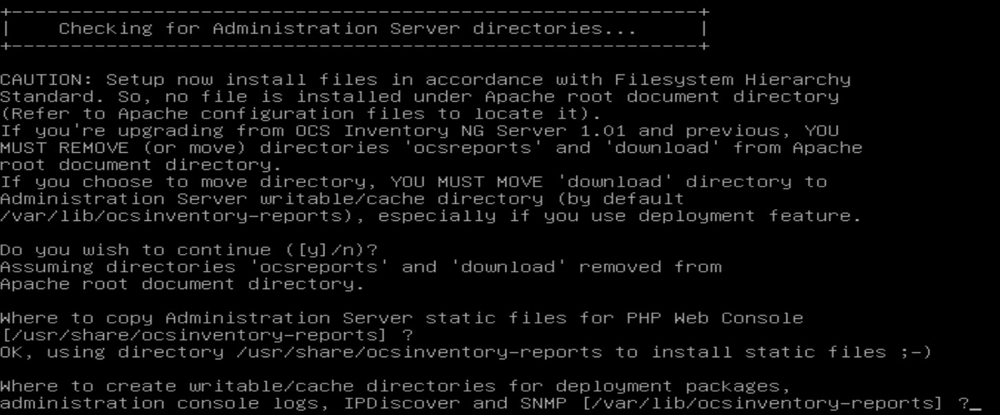 +----------------------------------------------------------+
|    Checking for Administration Server directories...     |
+----------------------------------------------------------+
CAUTION: Setup now install files in accordance with Filesystem Hierarchy
Standard. So, no file is installed under Apache root document directory
(Refer to Apache configuration files to locate it).
If you're upgrading from OCS Inventory NG Server 1.01 and previous, YOU
MUST REMOVE (or move) directories 'ocsreports' and 'download' from Apache
root document directory.
If you choose to move directory, YOU MUST MOVE 'download' directory to
Administration Server writable/cache directory (by default
/var/lib/ocsinventory-reports), especially if you use deployment feature.
Do you wish to continue ([y]/n)?
Assuming directories 'ocsreports' and 'download' removed from
Apache root document directory.
Where to copy Administration Server static files for PHP Web Console
[/usr/share/ocsinventory-reports] ?
OK, using directory /usr/share/ocsinventory-reports to install static files ;-)
Where to create writable/cache directories for deployment packages,
administration console logs, IPDiscover and SNMP [/var/lib/ocsinventory-reports] ?_